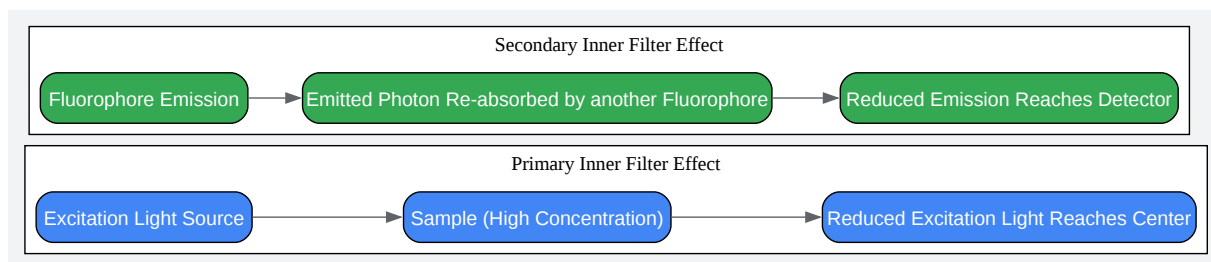 Secondary Inner Filter Effect
Fluorophore Emission
Emitted Photon Re-absorbed by another Fluorophore
Reduced Emission Reaches Detector
Primary Inner Filter Effect
Excitation Light Source
Sample (High Concentration)
Reduced Excitation Light Reaches Center